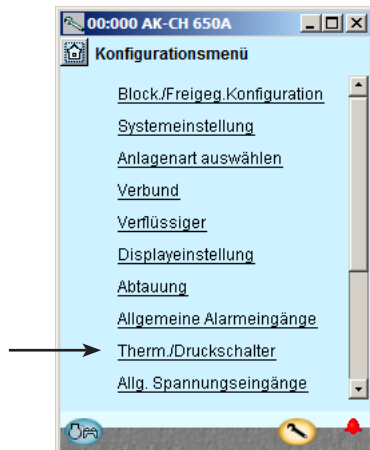 00:000 AK-CH 650A
Konfigurationsmenü
Block./Freigeg.Konfiguration
Systemeinstellung
Anlagenart auswählen
Verbund
Verflüssiger
Displayeinstellung
Abtauung
Allgemeine Alarmeingänge
Therm./Druckschalter
Allg. Spannungseingänge